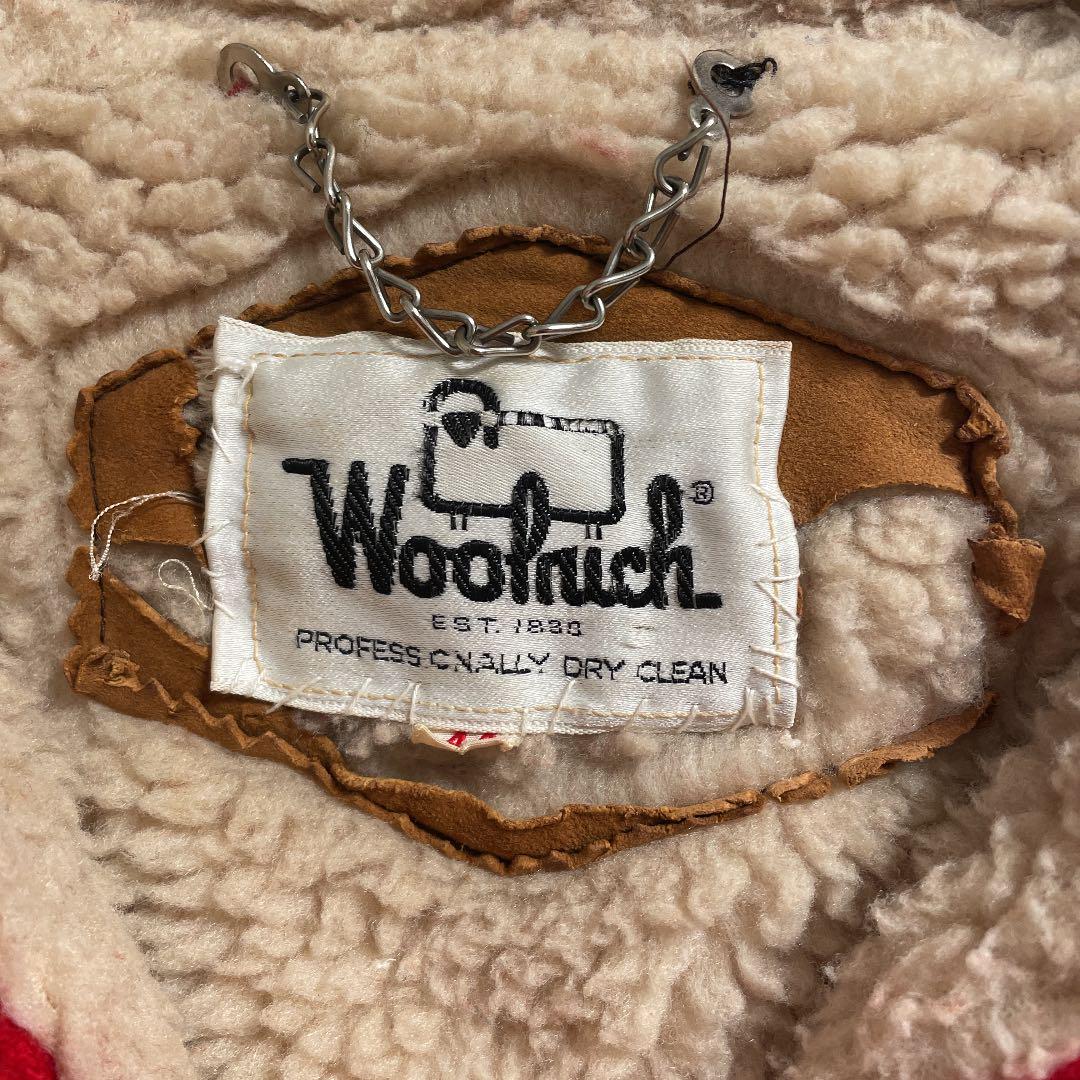 Woolrich®
EST. 1830
PROFESSIONALLY DRY CLEAN